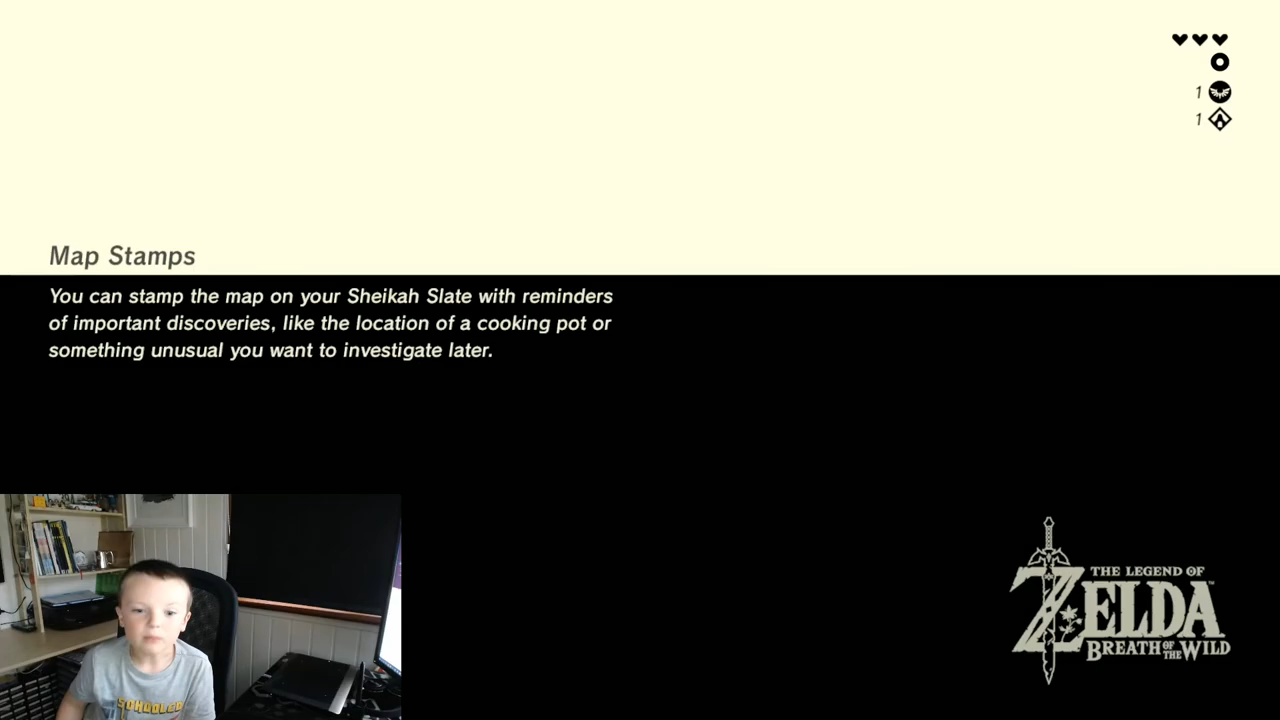 1
1
Map Stamps
You can stamp the map on your Sheikah Slate with reminders
of important discoveries, like the location of a cooking pot or
something unusual you want to investigate later.
SCHOOLED
THE LEGEND OF
ZELDA
BREATH OF THE WILD